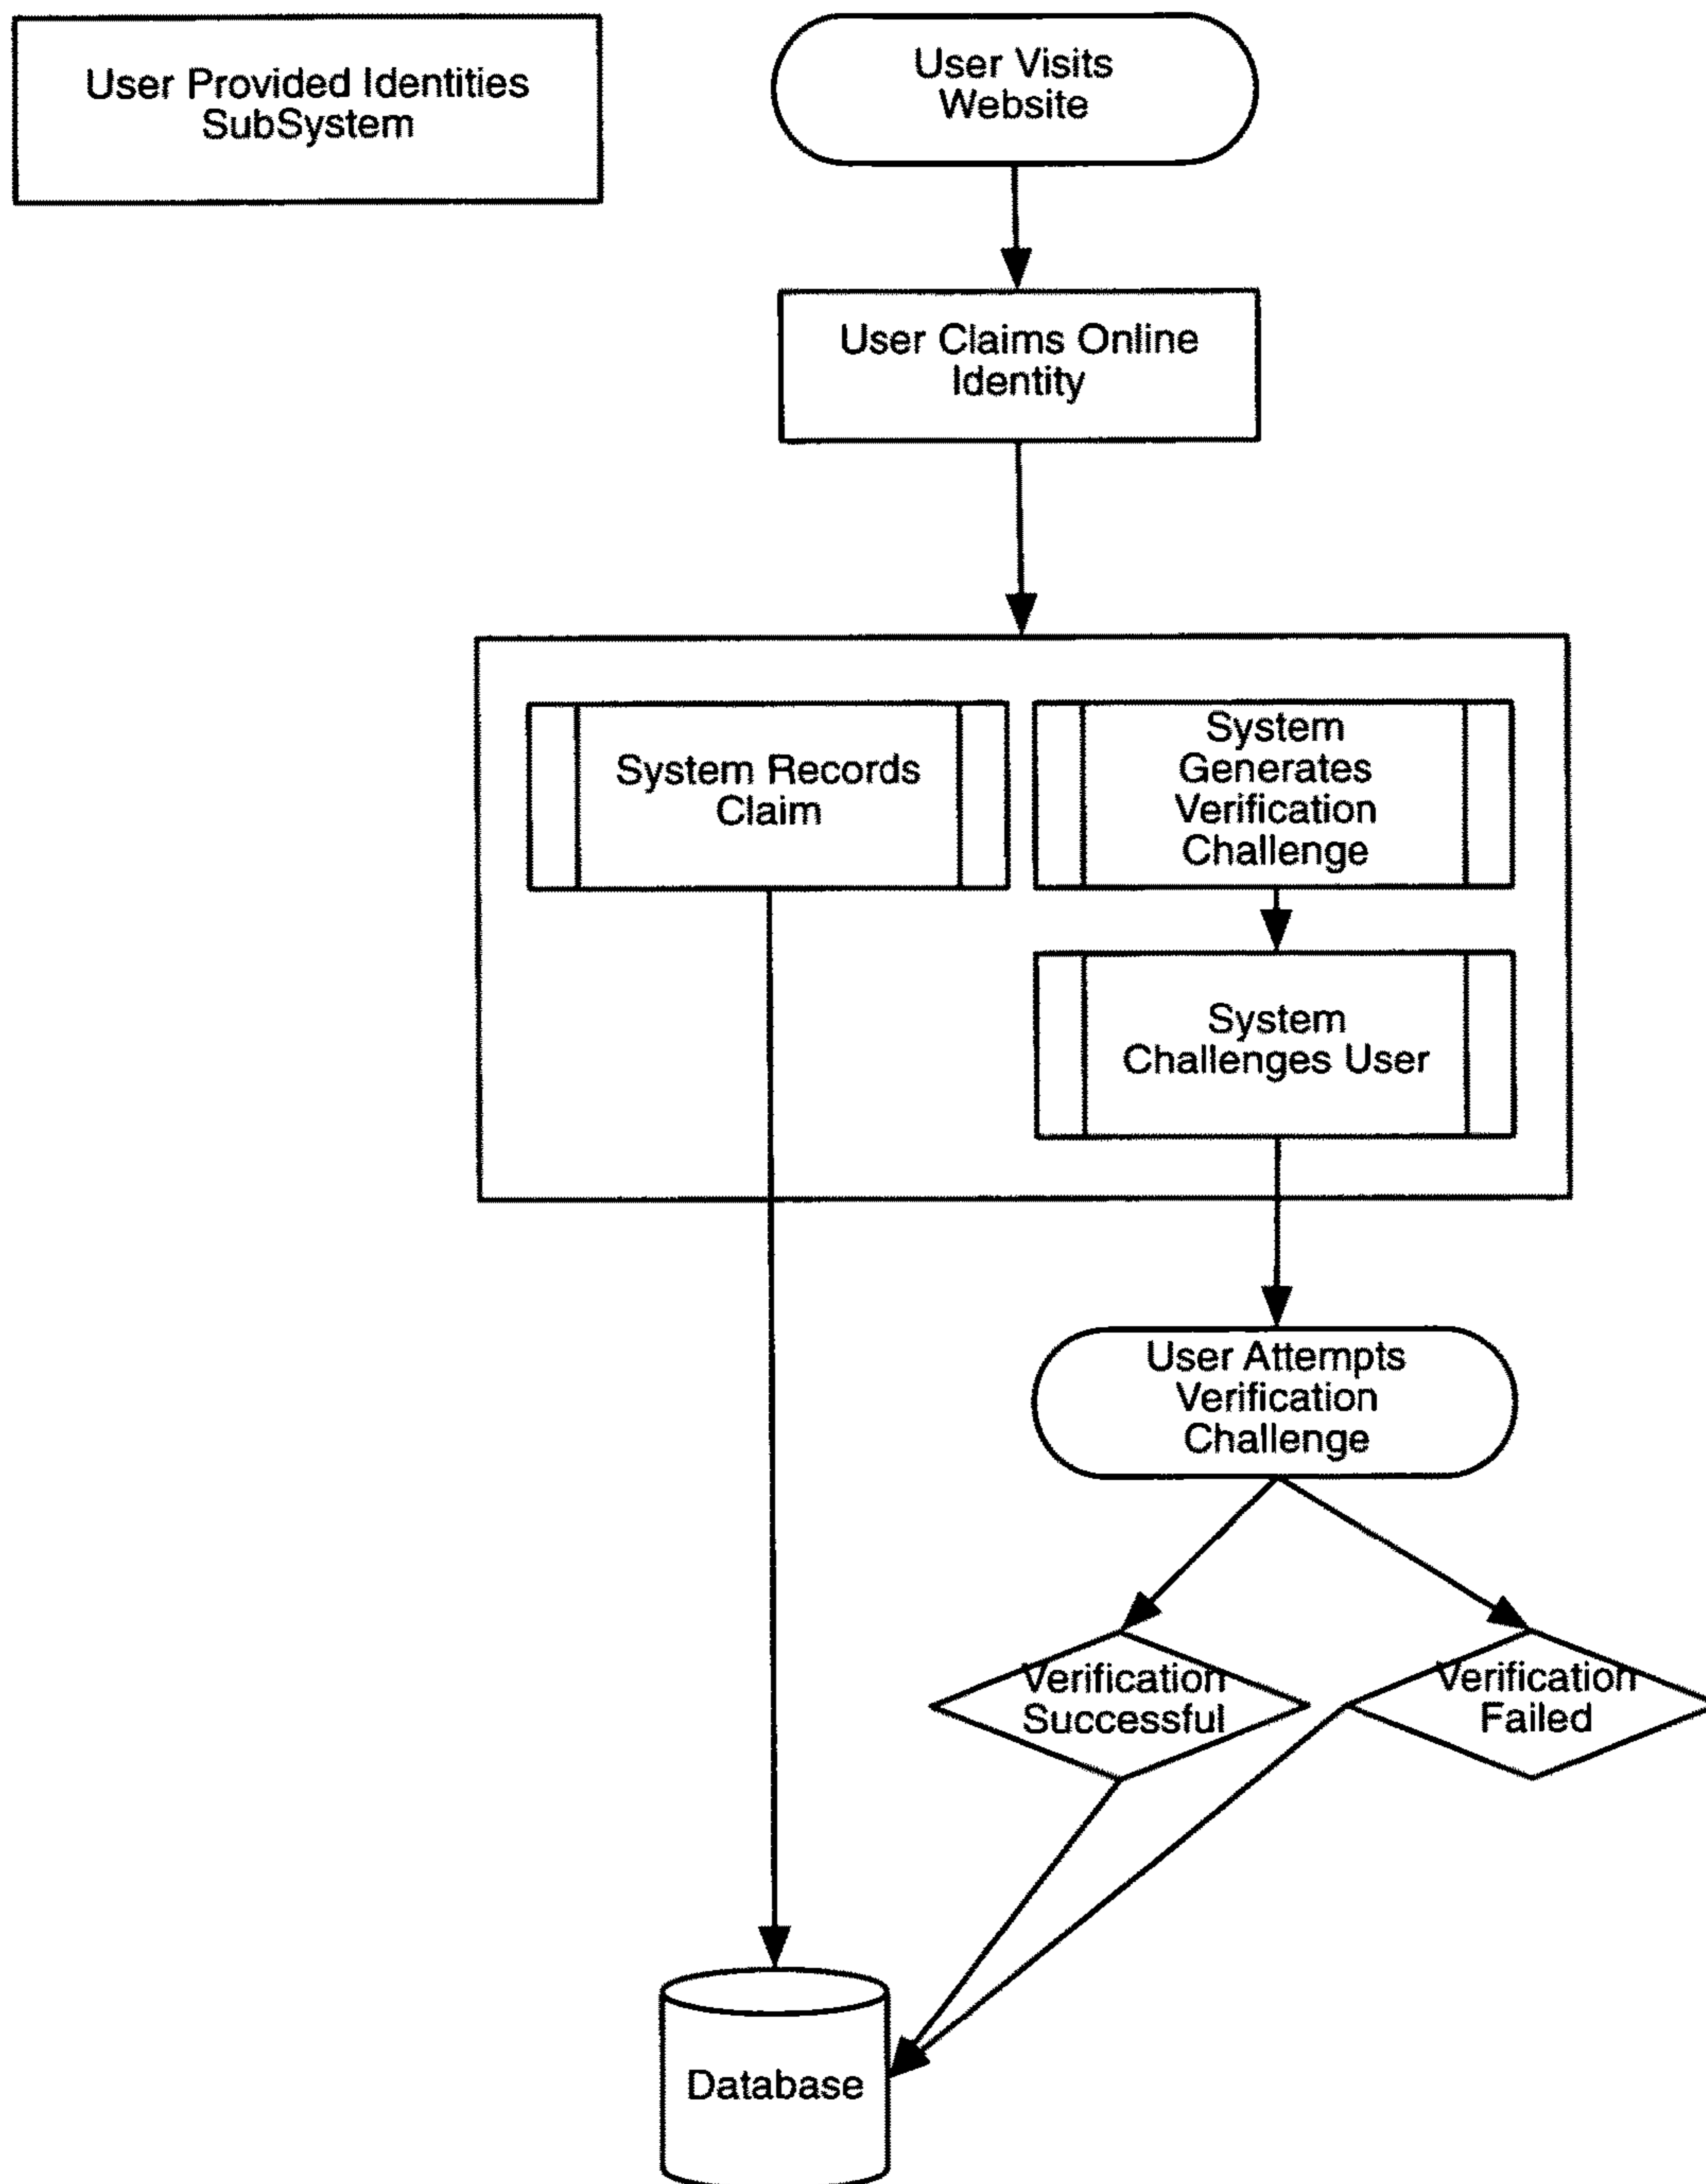 User Provided Identities
SubSystem
User Visits
Website
User Claims Online
Identity
System Records
Claim
System
Generates
Verification
Challenge
System
Challenges User
User Attempts
Verification
Challenge
Verification
Successful
Verification
Failed
Database